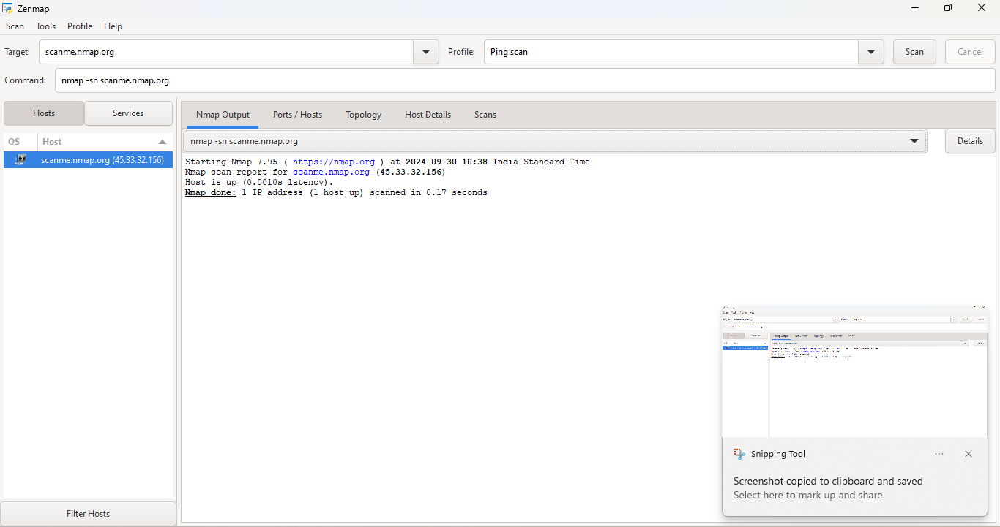 Zenmap
Scan Tools Profile Help
Target: scanme.nmap.org Profile: Ping scan Scan Cancel
Command: nmap -sn scanme.nmap.org
Hosts Services
Nmap Output Ports / Hosts Topology Host Details Scans
OS Host
nmap -sn scanme.nmap.org Details
scanme.nmap.org (45.33.32.156)
Starting Nmap 7.95 ( https://nmap.org ) at 2024-09-30 10:38 India Standard Time
Nmap scan report for scanme.nmap.org (45.33.32.156)
Host is up (0.0010s latency).
Nmap done: 1 IP address (1 host up) scanned in 0.17 seconds
Snipping Tool
Screenshot copied to clipboard and saved
Select here to mark up and share.
Filter Hosts